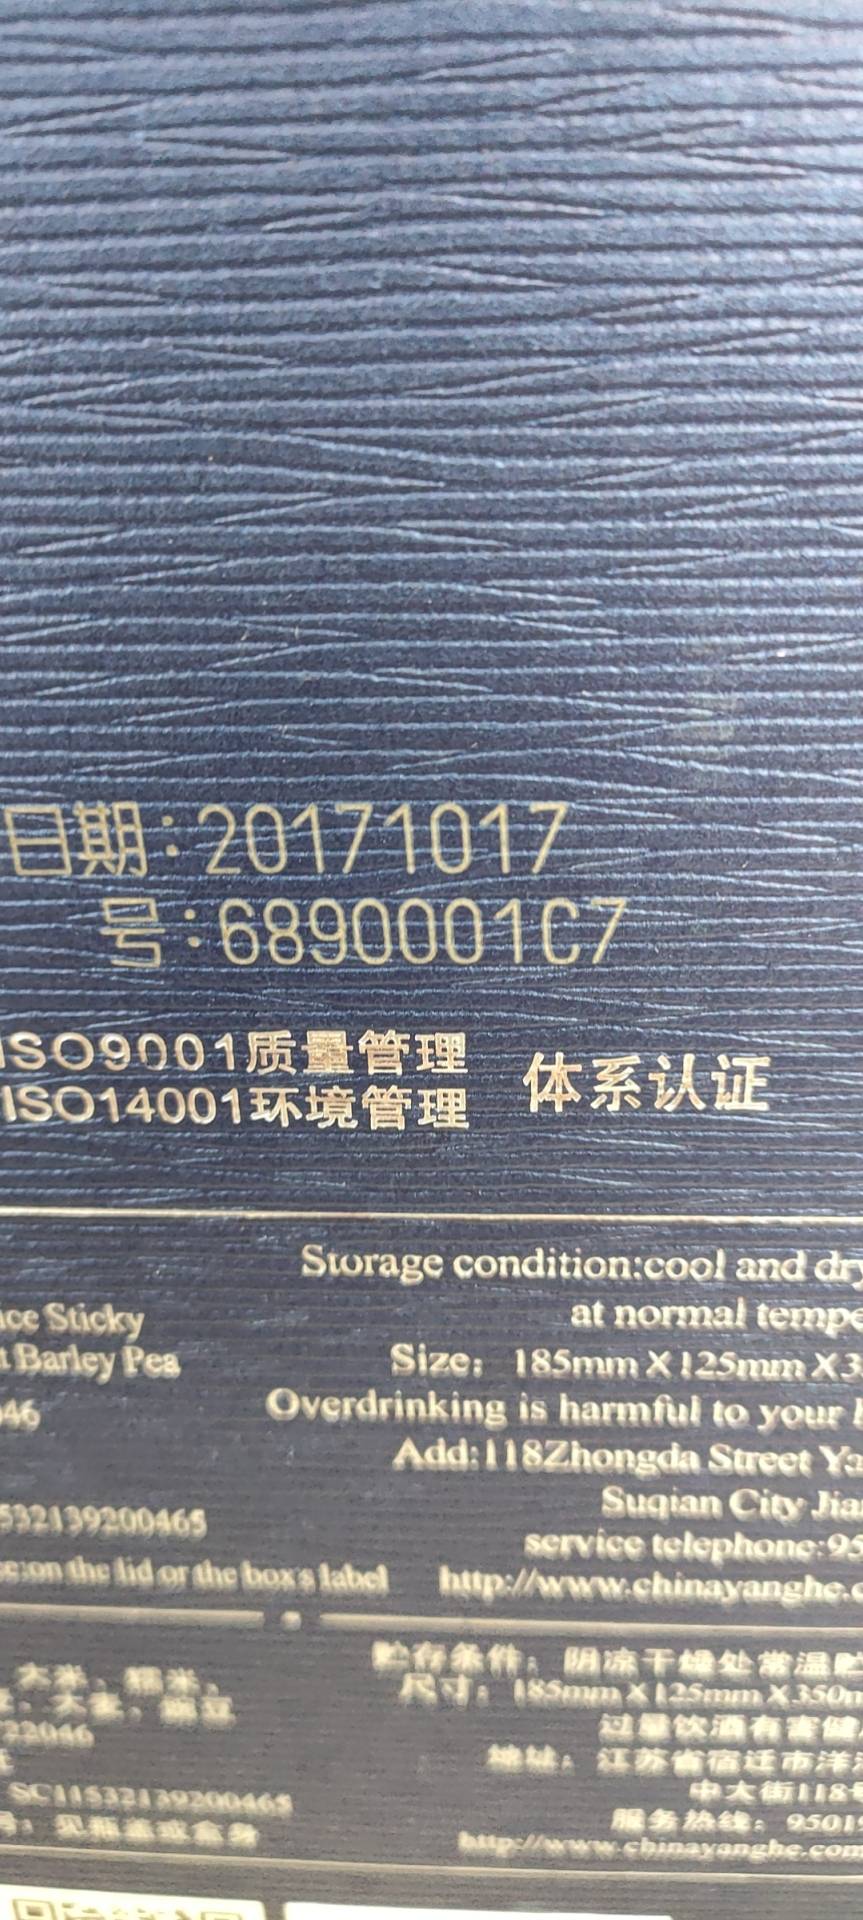 日期:20171017
号:6890001C7
ISO9001质量管理
ISO14001环境管理
体系认证
Storage condition:cool and dry
at normal tempe
ice Sticky
Barley Pea
Size: 185mm X 125mm X 3
46
Overdrinking is harmful to your
Add:118Zhongda Street Ya
Suqian City Jia
532139200465
service telephone:95
on the lid or the box's label
http://www.chinayanghe.c
贮存条件: 阴凉干燥处常温贮
大米、糯米、
尺寸: 185mm X 125mm X 350m
、大麦、豌豆
过量饮酒有害健
22046
地址: 江苏省宿迁市洋
中大街118号
SC11532139200465
服务热线: 9501
号: 见瓶盖或盒身
http://www.chinayanghe.com